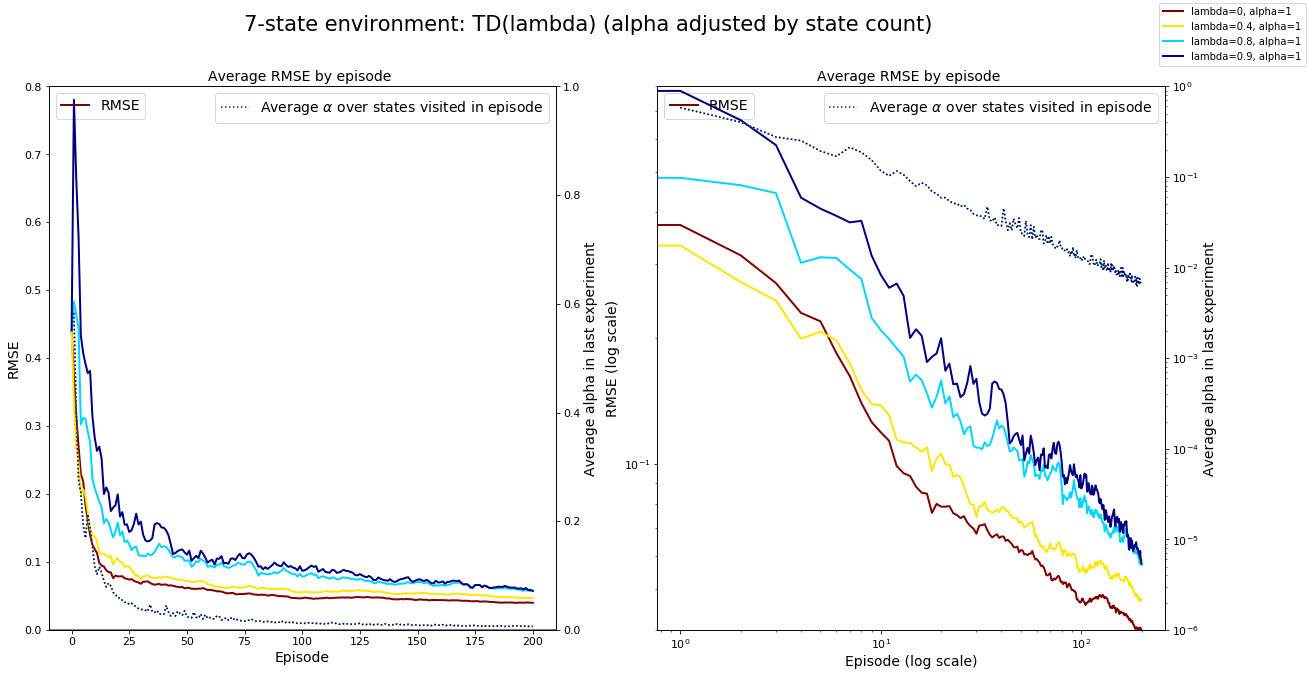 7-state environment: TD(lambda) (alpha adjusted by state count)
lambda=0, alpha=1
lambda=0.4, alpha=1
lambda=0.8, alpha=1
lambda=0.9, alpha=1
Average RMSE by episode
RMSE
Average α over states visited in episode
0.8
0.7
0.6
0.5
0.4
0.3
0.2
0.1
0.0
RMSE
1.0
0.8
0.6
0.4
0.2
0.0
Average alpha in last experiment
0
25
50
75
100
125
150
175
200
Episode
Average RMSE by episode
RMSE
Average α over states visited in episode
RMSE (log scale)
10⁻¹
10⁰
10⁻¹
10⁻²
10⁻³
10⁻⁴
10⁻⁵
10⁻⁶
Average alpha in last experiment
10⁰
10¹
10²
Episode (log scale)